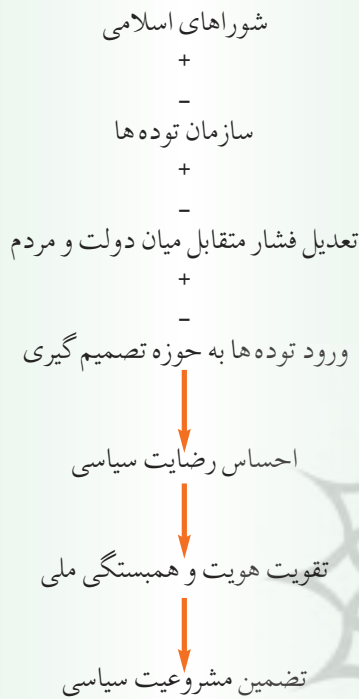 شوراهای اسلامی
+
–
سازمان توده‌ها
+
–
تعدیل فشار متقابل میان دولت و مردم
+
–
ورود توده‌ها به حوزه تصمیم گیری
احساس رضایت سیاسی
تقویت هویت و همبستگی ملی
تضمین مشروعیت سیاسی